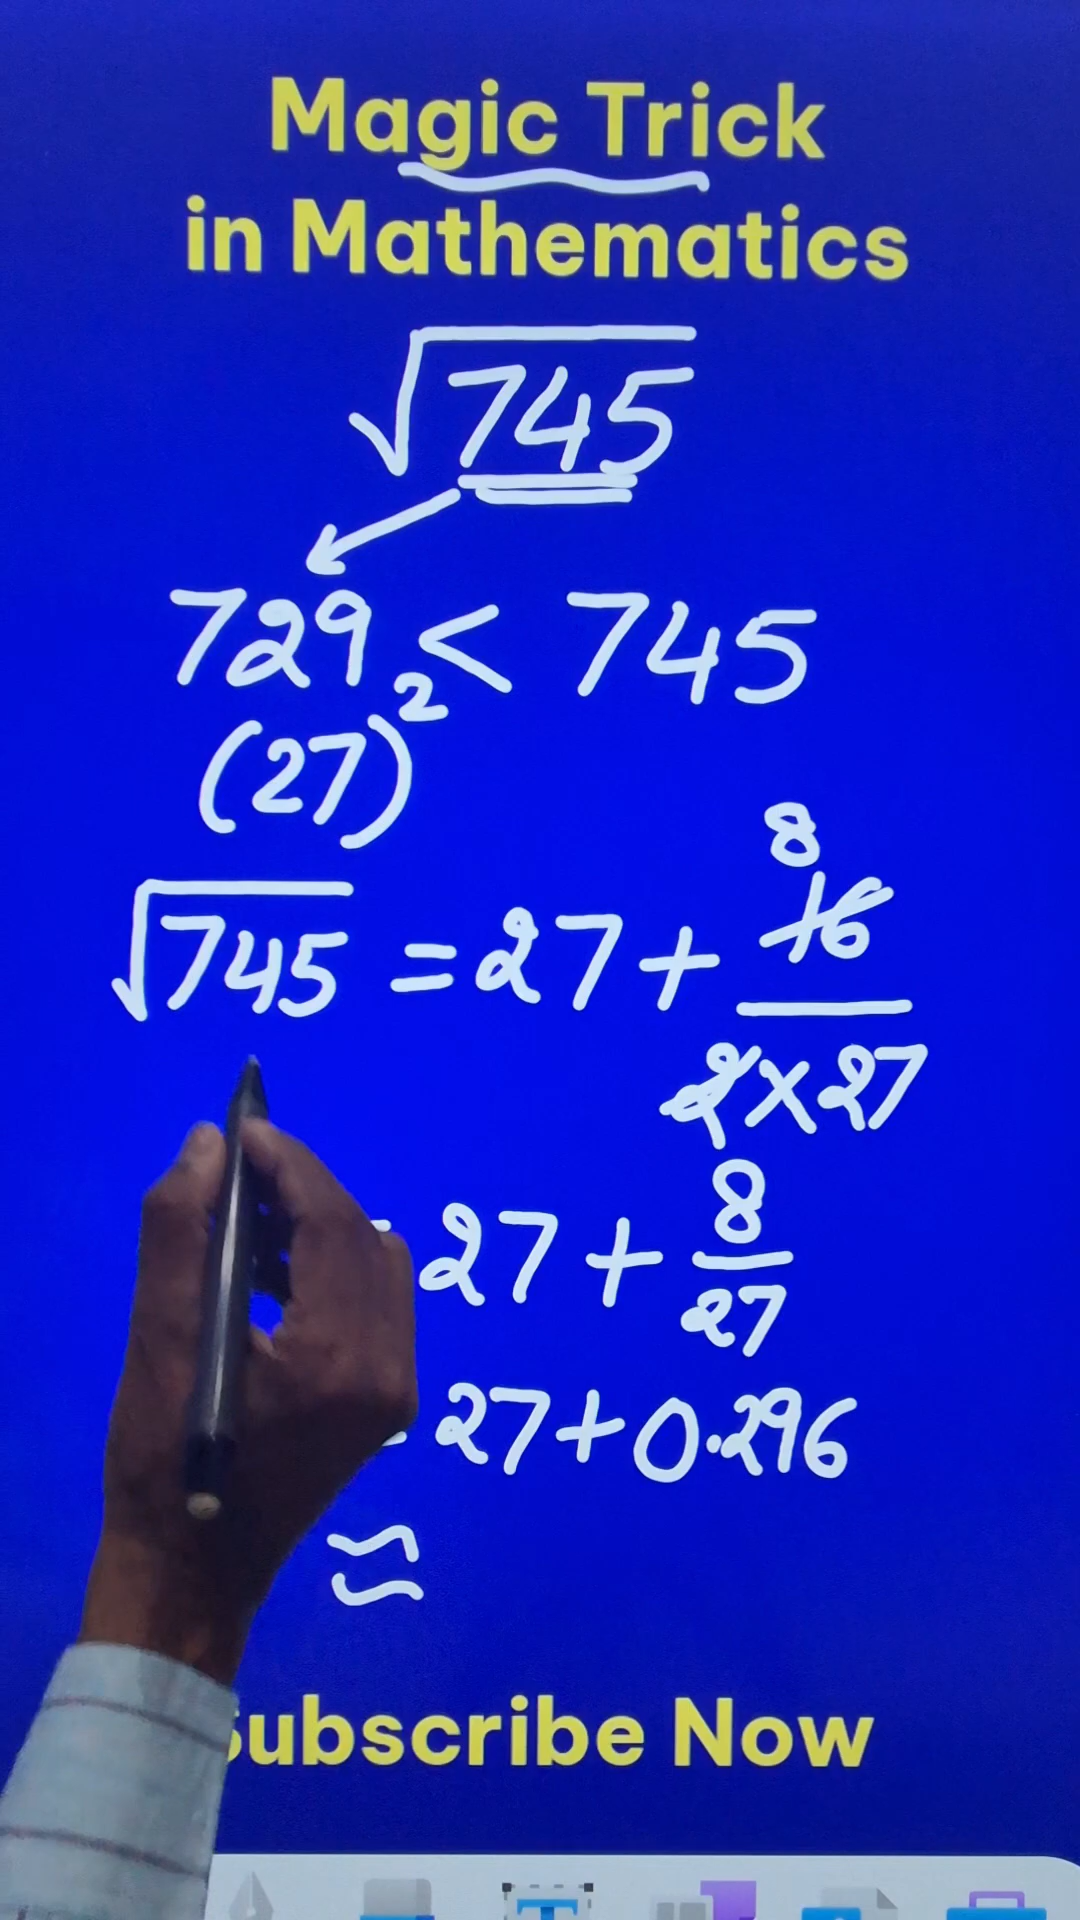 Magic Trick
in Mathematics
√745
729 < 745
(27)²
8
√745 = 27 + 16
2×27
= 27 + 8/27
= 27 + 0.296
≈
Subscribe Now
T